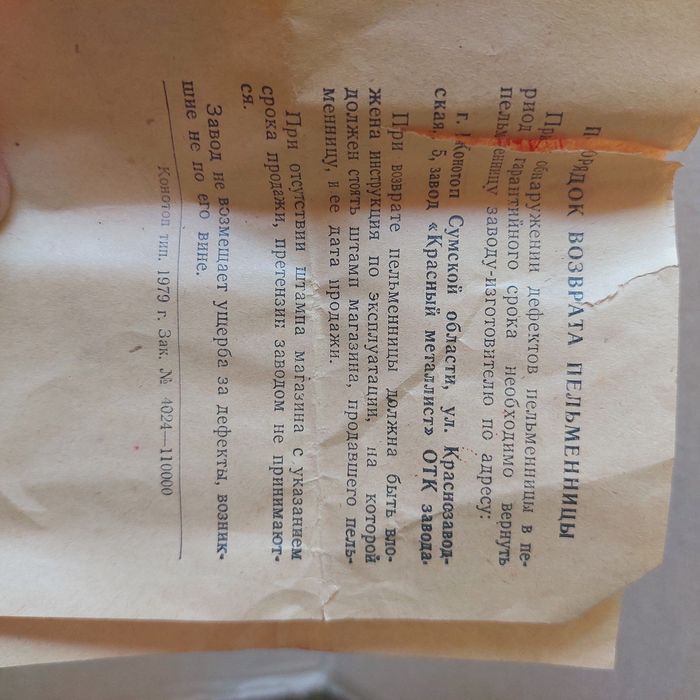 ПОРЯДОК ВОЗВРАТА ПЕЛЬМЕННИЦЫ
При обнаружении дефектов пельменницы в пе-
риод гарантийного срока необходимо вернуть
пельменницу заводу-изготовителю по адресу:
г. Конотоп Сумской области, ул. Краснозавод-
ская, 5, завод «Красный металлист» ОТК завода.
При возврате пельменницы должна быть вло-
жена инструкция по эксплуатации, на которой
должен стоять штамп магазина, продавшего пель-
менницу, и ее дата продажи.
При отсутствии штампа магазина с указанием
срока продажи, претензии заводом не принимают-
ся.
Завод не возмещает ущерба за дефекты, возник-
шие не по его вине.
Конотоп тип. 1979 г. Зак. № 4024—110000